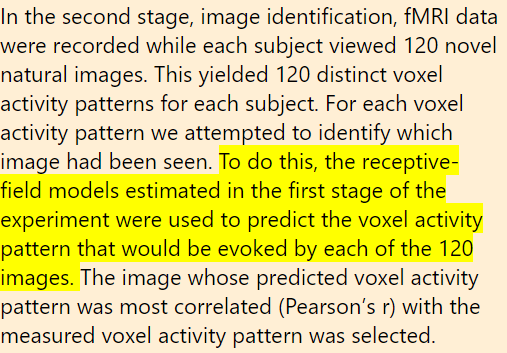 In the second stage, image identification, fMRI data
were recorded while each subject viewed 120 novel
natural images. This yielded 120 distinct voxel
activity patterns for each subject. For each voxel
activity pattern we attempted to identify which
image had been seen. To do this, the receptive-
field models estimated in the first stage of the
experiment were used to predict the voxel activity
pattern that would be evoked by each of the 120
images. The image whose predicted voxel activity
pattern was most correlated (Pearson’s r) with the
measured voxel activity pattern was selected.